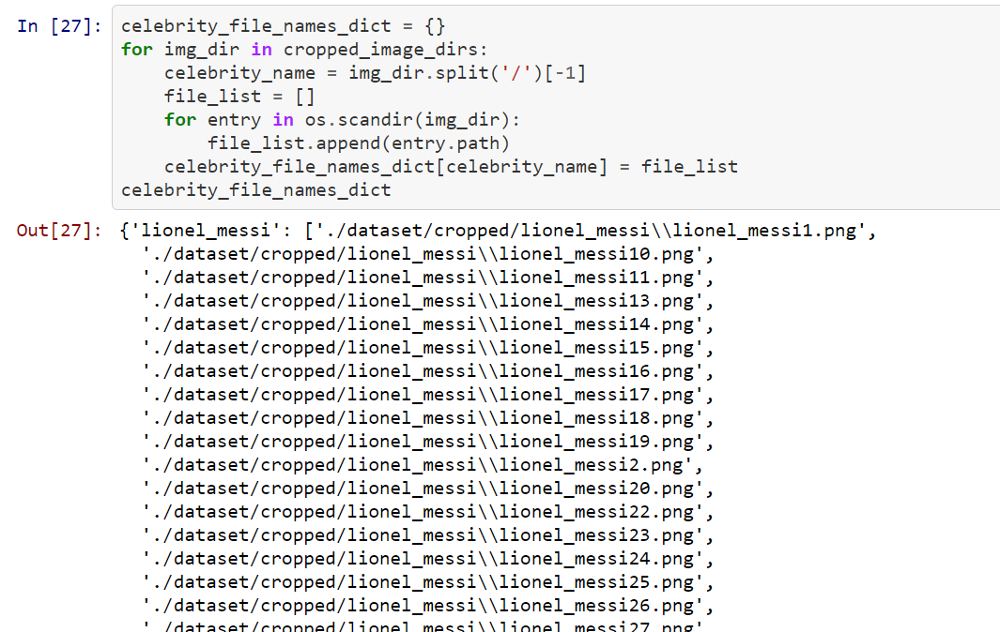 In [27]: celebrity_file_names_dict = {}
for img_dir in cropped_image_dirs:
    celebrity_name = img_dir.split('/')[-1]
    file_list = []
    for entry in os.scandir(img_dir):
        file_list.append(entry.path)
    celebrity_file_names_dict[celebrity_name] = file_list
celebrity_file_names_dict
Out[27]: {'lionel_messi': ['./dataset/cropped/lionel_messi\\lionel_messi1.png',
'./dataset/cropped/lionel_messi\\lionel_messi10.png',
'./dataset/cropped/lionel_messi\\lionel_messi11.png',
'./dataset/cropped/lionel_messi\\lionel_messi13.png',
'./dataset/cropped/lionel_messi\\lionel_messi14.png',
'./dataset/cropped/lionel_messi\\lionel_messi15.png',
'./dataset/cropped/lionel_messi\\lionel_messi16.png',
'./dataset/cropped/lionel_messi\\lionel_messi17.png',
'./dataset/cropped/lionel_messi\\lionel_messi18.png',
'./dataset/cropped/lionel_messi\\lionel_messi19.png',
'./dataset/cropped/lionel_messi\\lionel_messi2.png',
'./dataset/cropped/lionel_messi\\lionel_messi20.png',
'./dataset/cropped/lionel_messi\\lionel_messi22.png',
'./dataset/cropped/lionel_messi\\lionel_messi23.png',
'./dataset/cropped/lionel_messi\\lionel_messi24.png',
'./dataset/cropped/lionel_messi\\lionel_messi25.png',
'./dataset/cropped/lionel_messi\\lionel_messi26.png',
'./dataset/cropped/lionel_messi\\lionel_messi27.png'